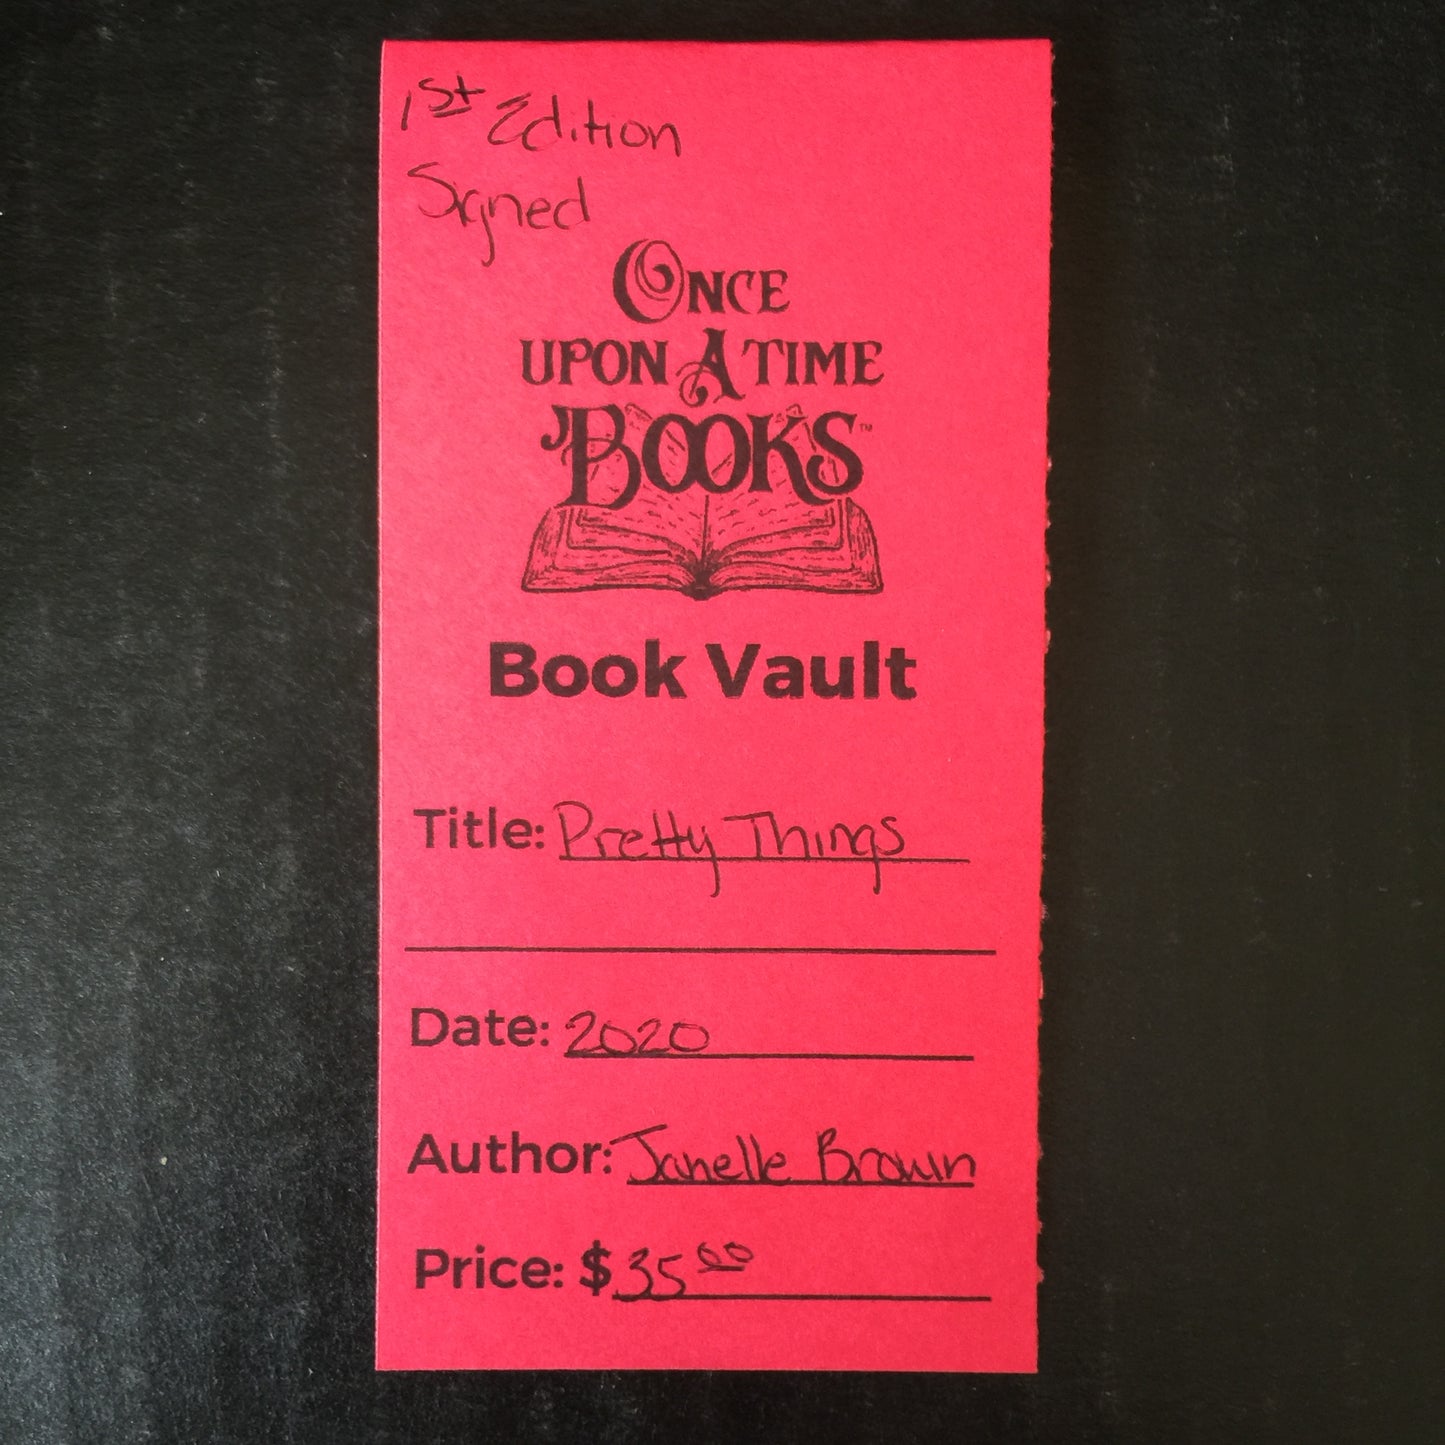 1st Edition
Signed
ONCE
UPON A TIME
BOOKS™
Book Vault
Title: Pretty Things
Date: 2020
Author: Janelle Brown
Price: $35 00